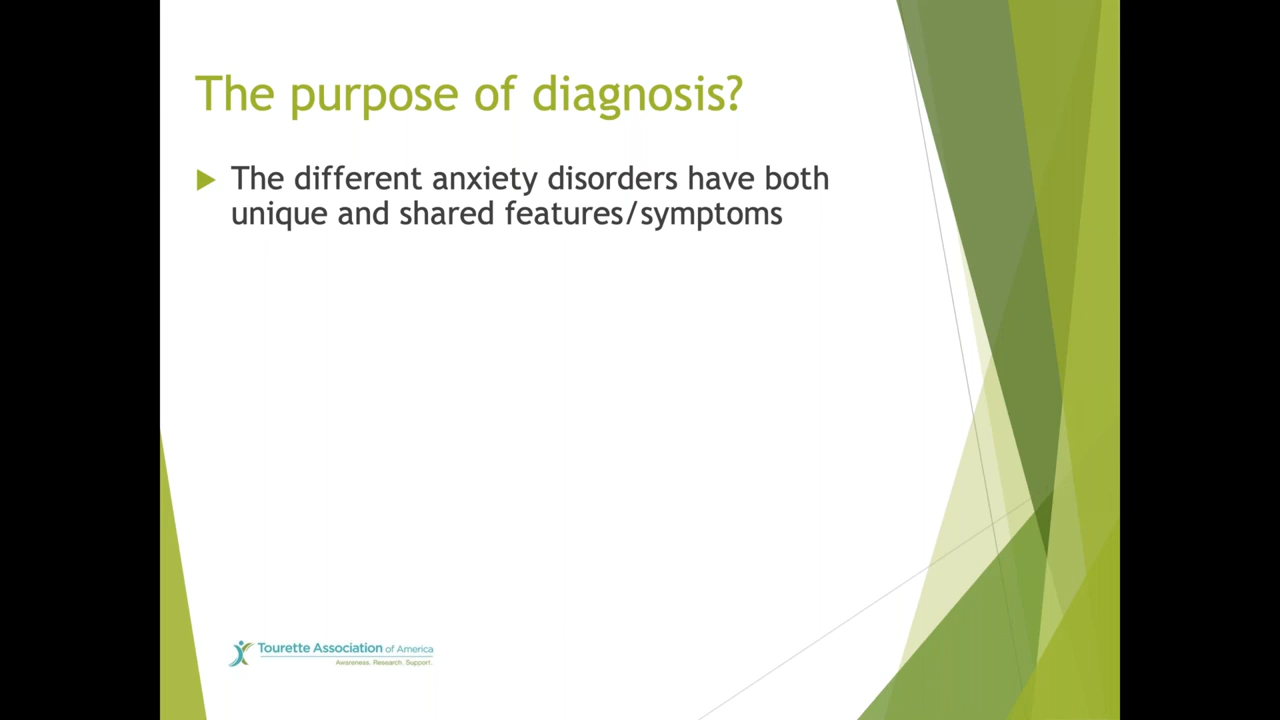 The purpose of diagnosis?
The different anxiety disorders have both
unique and shared features/symptoms
Tourette Association of America
Awareness. Research. Support.